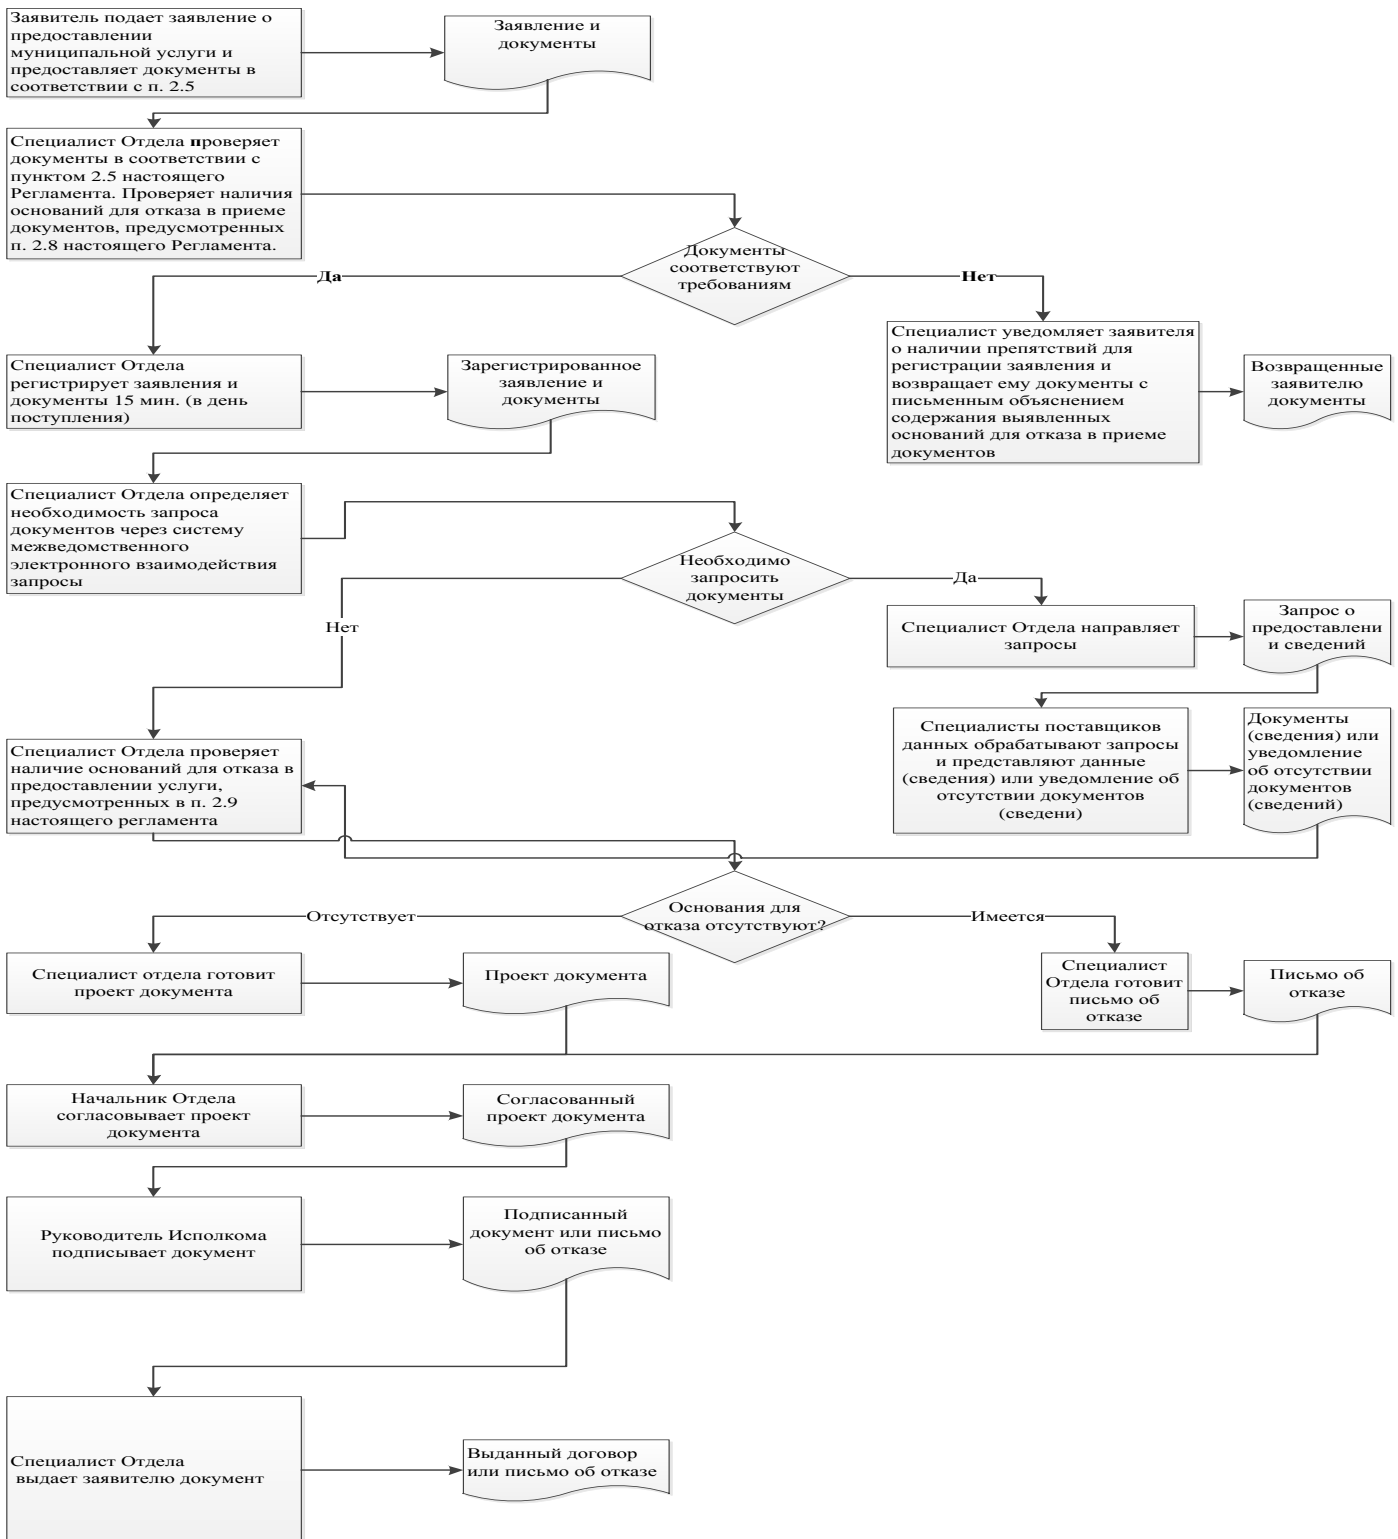 Заявитель подает заявление о
предоставлении
муниципальной услуги и
предоставляет документы в
соответствии с п. 2.5
Заявление и
документы
Специалист Отдела проверяет
документы в соответствии с
пунктом 2.5 настоящего
Регламента. Проверяет наличия
оснований для отказа в приеме
документов, предусмотренных
п. 2.8 настоящего Регламента.
Документы
соответствуют
требованиям
Да
Нет
Специалист Отдела
регистрирует заявления и
документы 15 мин. (в день
поступления)
Зарегистрированное
заявление и
документы
Специалист уведомляет заявителя
о наличии препятствий для
регистрации заявления и
возвращает ему документы с
письменным объяснением
содержания выявленных
оснований для отказа в приеме
документов
Возвращенные
заявителю
документы
Специалист Отдела определяет
необходимость запроса
документов через систему
межведомственного
электронного взаимодействия
запросы
Необходимо
запросить
документы
Да
Нет
Специалист Отдела направляет
запросы
Запрос о
предоставлени
и сведений
Специалисты поставщиков
данных обрабатывают запросы
и представляют данные
(сведения) или уведомление об
отсутствии документов
(сведени)
Документы
(сведения) или
уведомление
об отсутствии
документов
(сведений)
Специалист Отдела проверяет
наличие оснований для отказа в
предоставлении услуги,
предусмотренных в п. 2.9
настоящего регламента
Основания для
отказа отсутствуют?
Отсутствует
Имеется
Специалист отдела готовит
проект документа
Проект документа
Специалист
Отдела готовит
письмо об
отказе
Письмо об
отказе
Начальник Отдела
согласовывает проект
документа
Согласованный
проект документа
Руководитель Исполкома
подписывает документ
Подписанный
документ или письмо
об отказе
Специалист Отдела
выдает заявителю документ
Выданный договор
или письмо об отказе